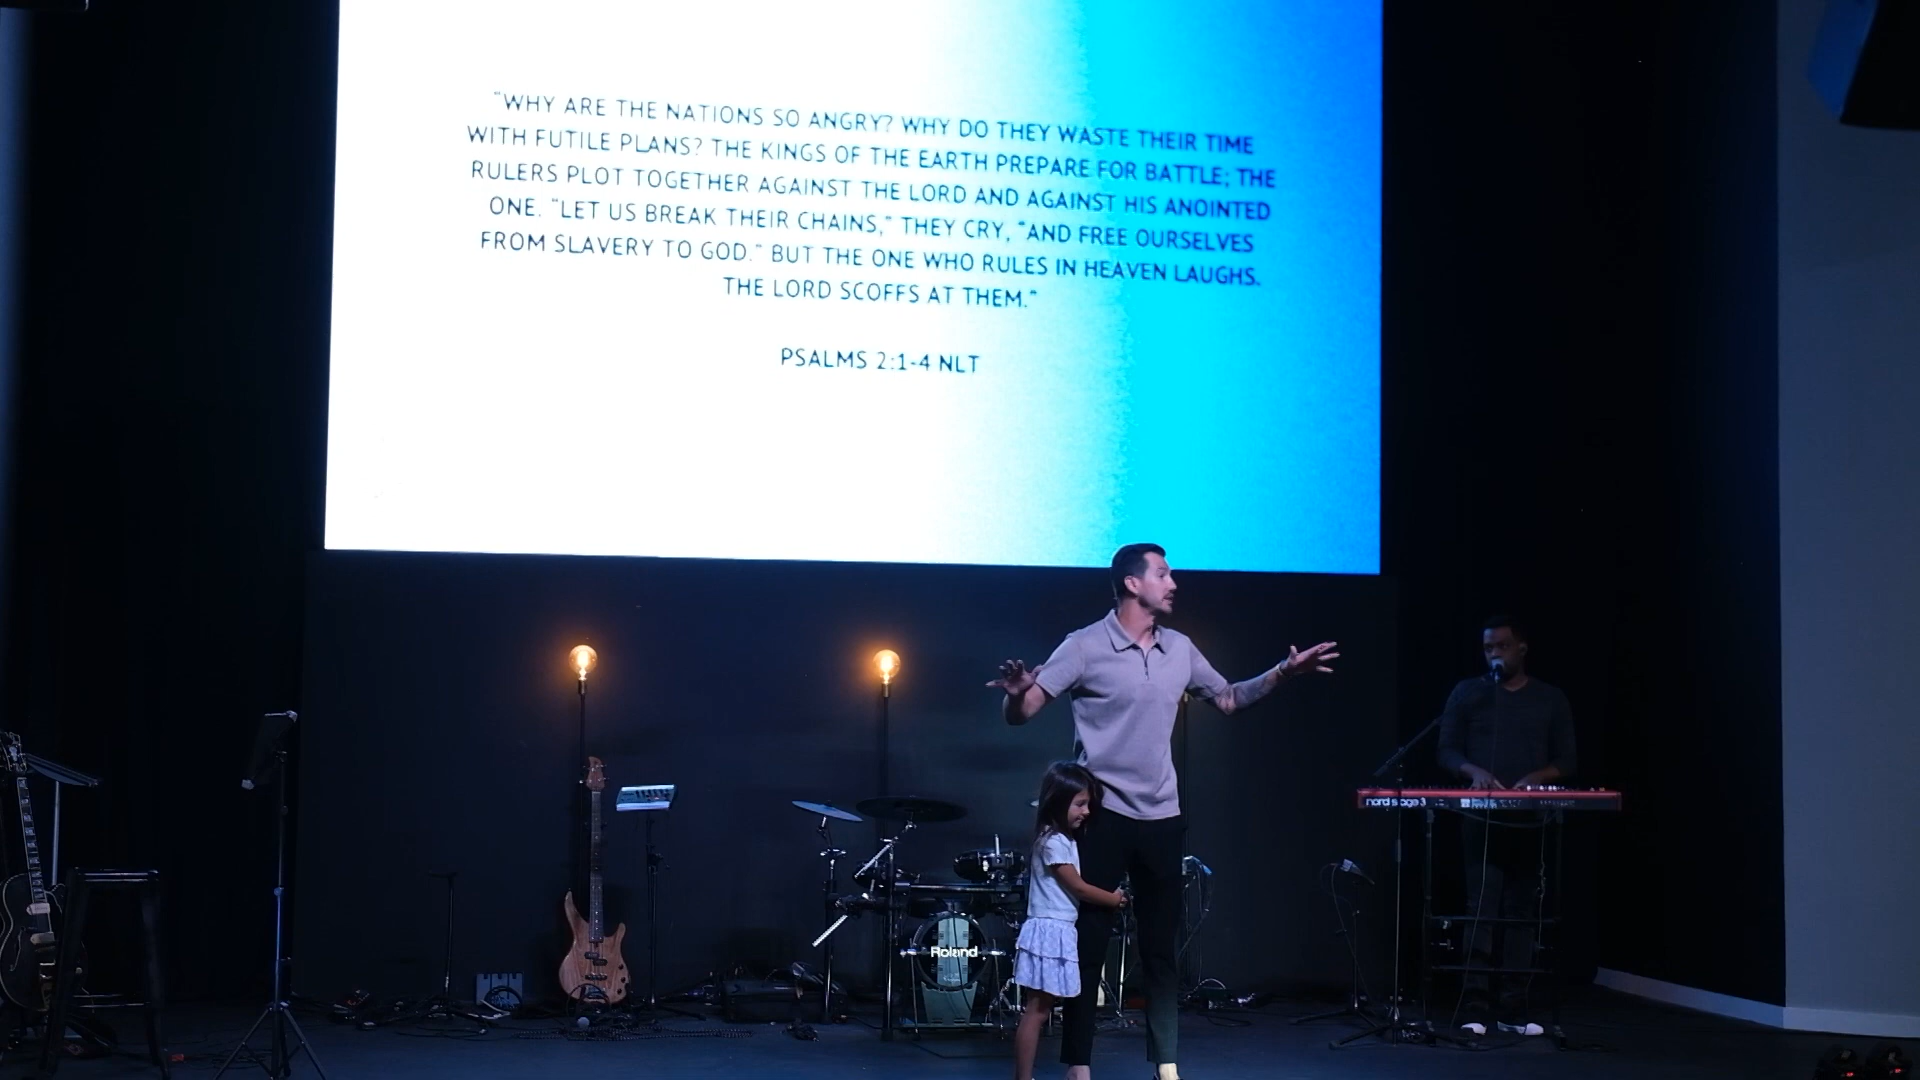 “WHY ARE THE NATIONS SO ANGRY? WHY DO THEY WASTE THEIR TIME
WITH FUTILE PLANS? THE KINGS OF THE EARTH PREPARE FOR BATTLE; THE
RULERS PLOT TOGETHER AGAINST THE LORD AND AGAINST HIS ANOINTED
ONE. “LET US BREAK THEIR CHAINS,” THEY CRY, “AND FREE OURSELVES
FROM SLAVERY TO GOD.” BUT THE ONE WHO RULES IN HEAVEN LAUGHS.
THE LORD SCOFFS AT THEM.”
PSALMS 2:1-4 NLT
nord stage 3
Roland